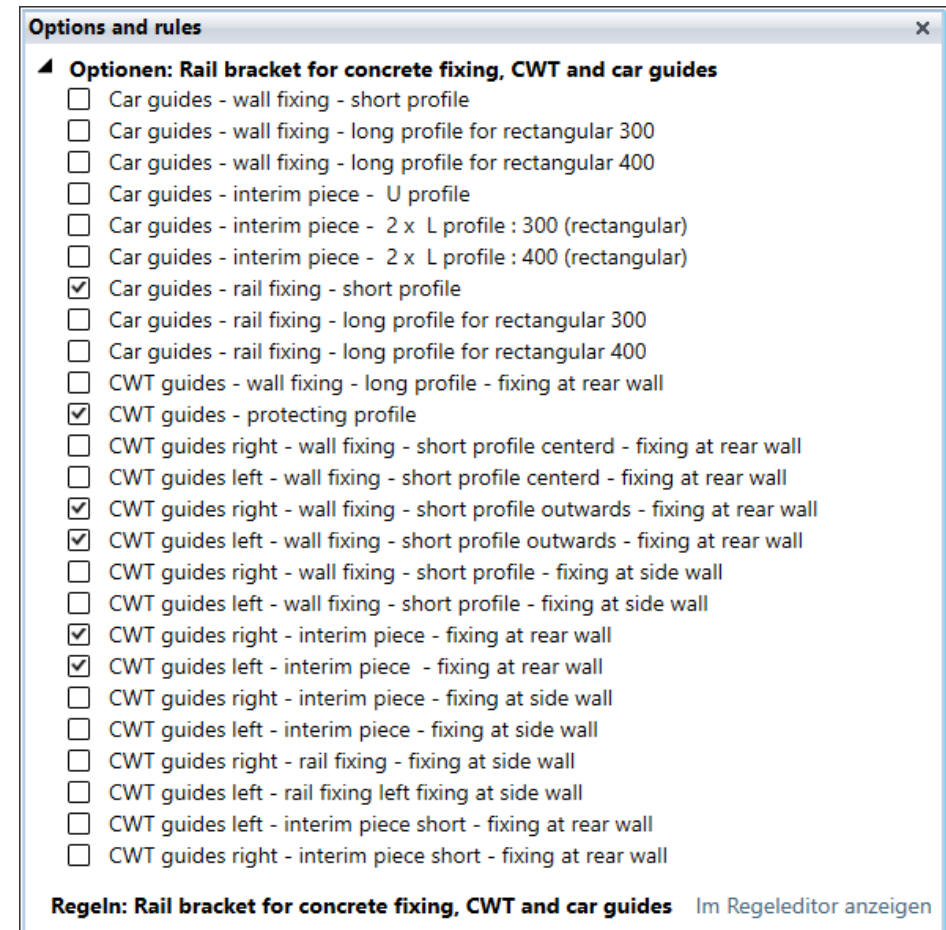 Options and rules
Optionen: Rail bracket for concrete fixing, CWT and car guides
Car guides - wall fixing - short profile
Car guides - wall fixing - long profile for rectangular 300
Car guides - wall fixing - long profile for rectangular 400
Car guides - interim piece -  U profile
Car guides - interim piece -  2 x  L profile : 300 (rectangular)
Car guides - interim piece -  2 x  L profile : 400 (rectangular)
Car guides - rail fixing - short profile
Car guides - rail fixing - long profile for rectangular 300
Car guides - rail fixing - long profile for rectangular 400
CWT guides - wall fixing - long profile - fixing at rear wall
CWT guides - protecting profile
CWT guides right - wall fixing - short profile centerd - fixing at rear wall
CWT guides left - wall fixing - short profile centerd - fixing at rear wall
CWT guides right - wall fixing - short profile outwards - fixing at rear wall
CWT guides left - wall fixing - short profile outwards - fixing at rear wall
CWT guides right - wall fixing - short profile - fixing at side wall
CWT guides left - wall fixing - short profile - fixing at side wall
CWT guides right - interim piece - fixing at rear wall
CWT guides left - interim piece  - fixing at rear wall
CWT guides right - interim piece - fixing at side wall
CWT guides left - interim piece - fixing at side wall
CWT guides right - rail fixing - fixing at side wall
CWT guides left - rail fixing left fixing at side wall
CWT guides left - interim piece short - fixing at rear wall
CWT guides right - interim piece short - fixing at rear wall
Regeln: Rail bracket for concrete fixing, CWT and car guides Im Regeleditor anzeigen